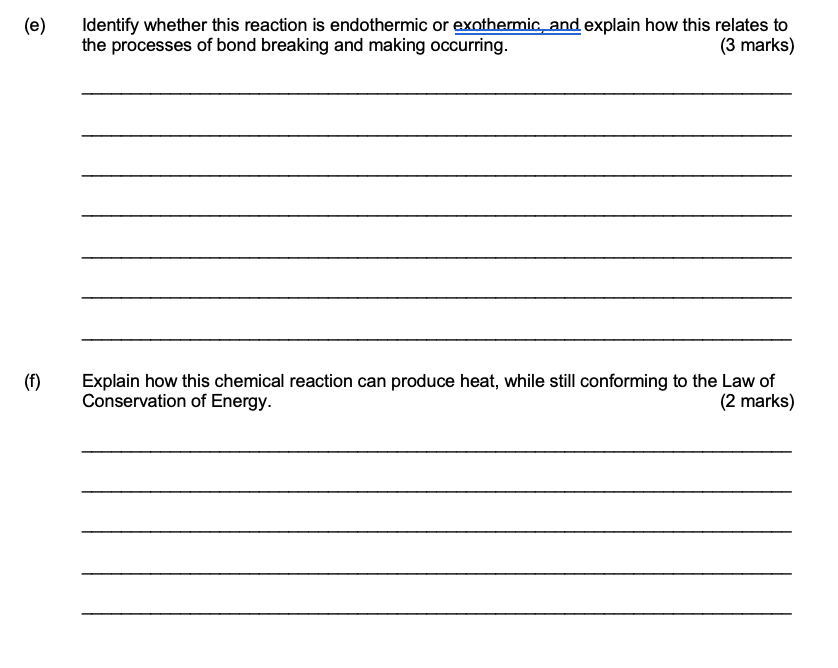 (e) Identify whether this reaction is endothermic or exothermic, and explain how this relates to
the processes of bond breaking and making occurring. (3 marks)
(f) Explain how this chemical reaction can produce heat, while still conforming to the Law of
Conservation of Energy. (2 marks)